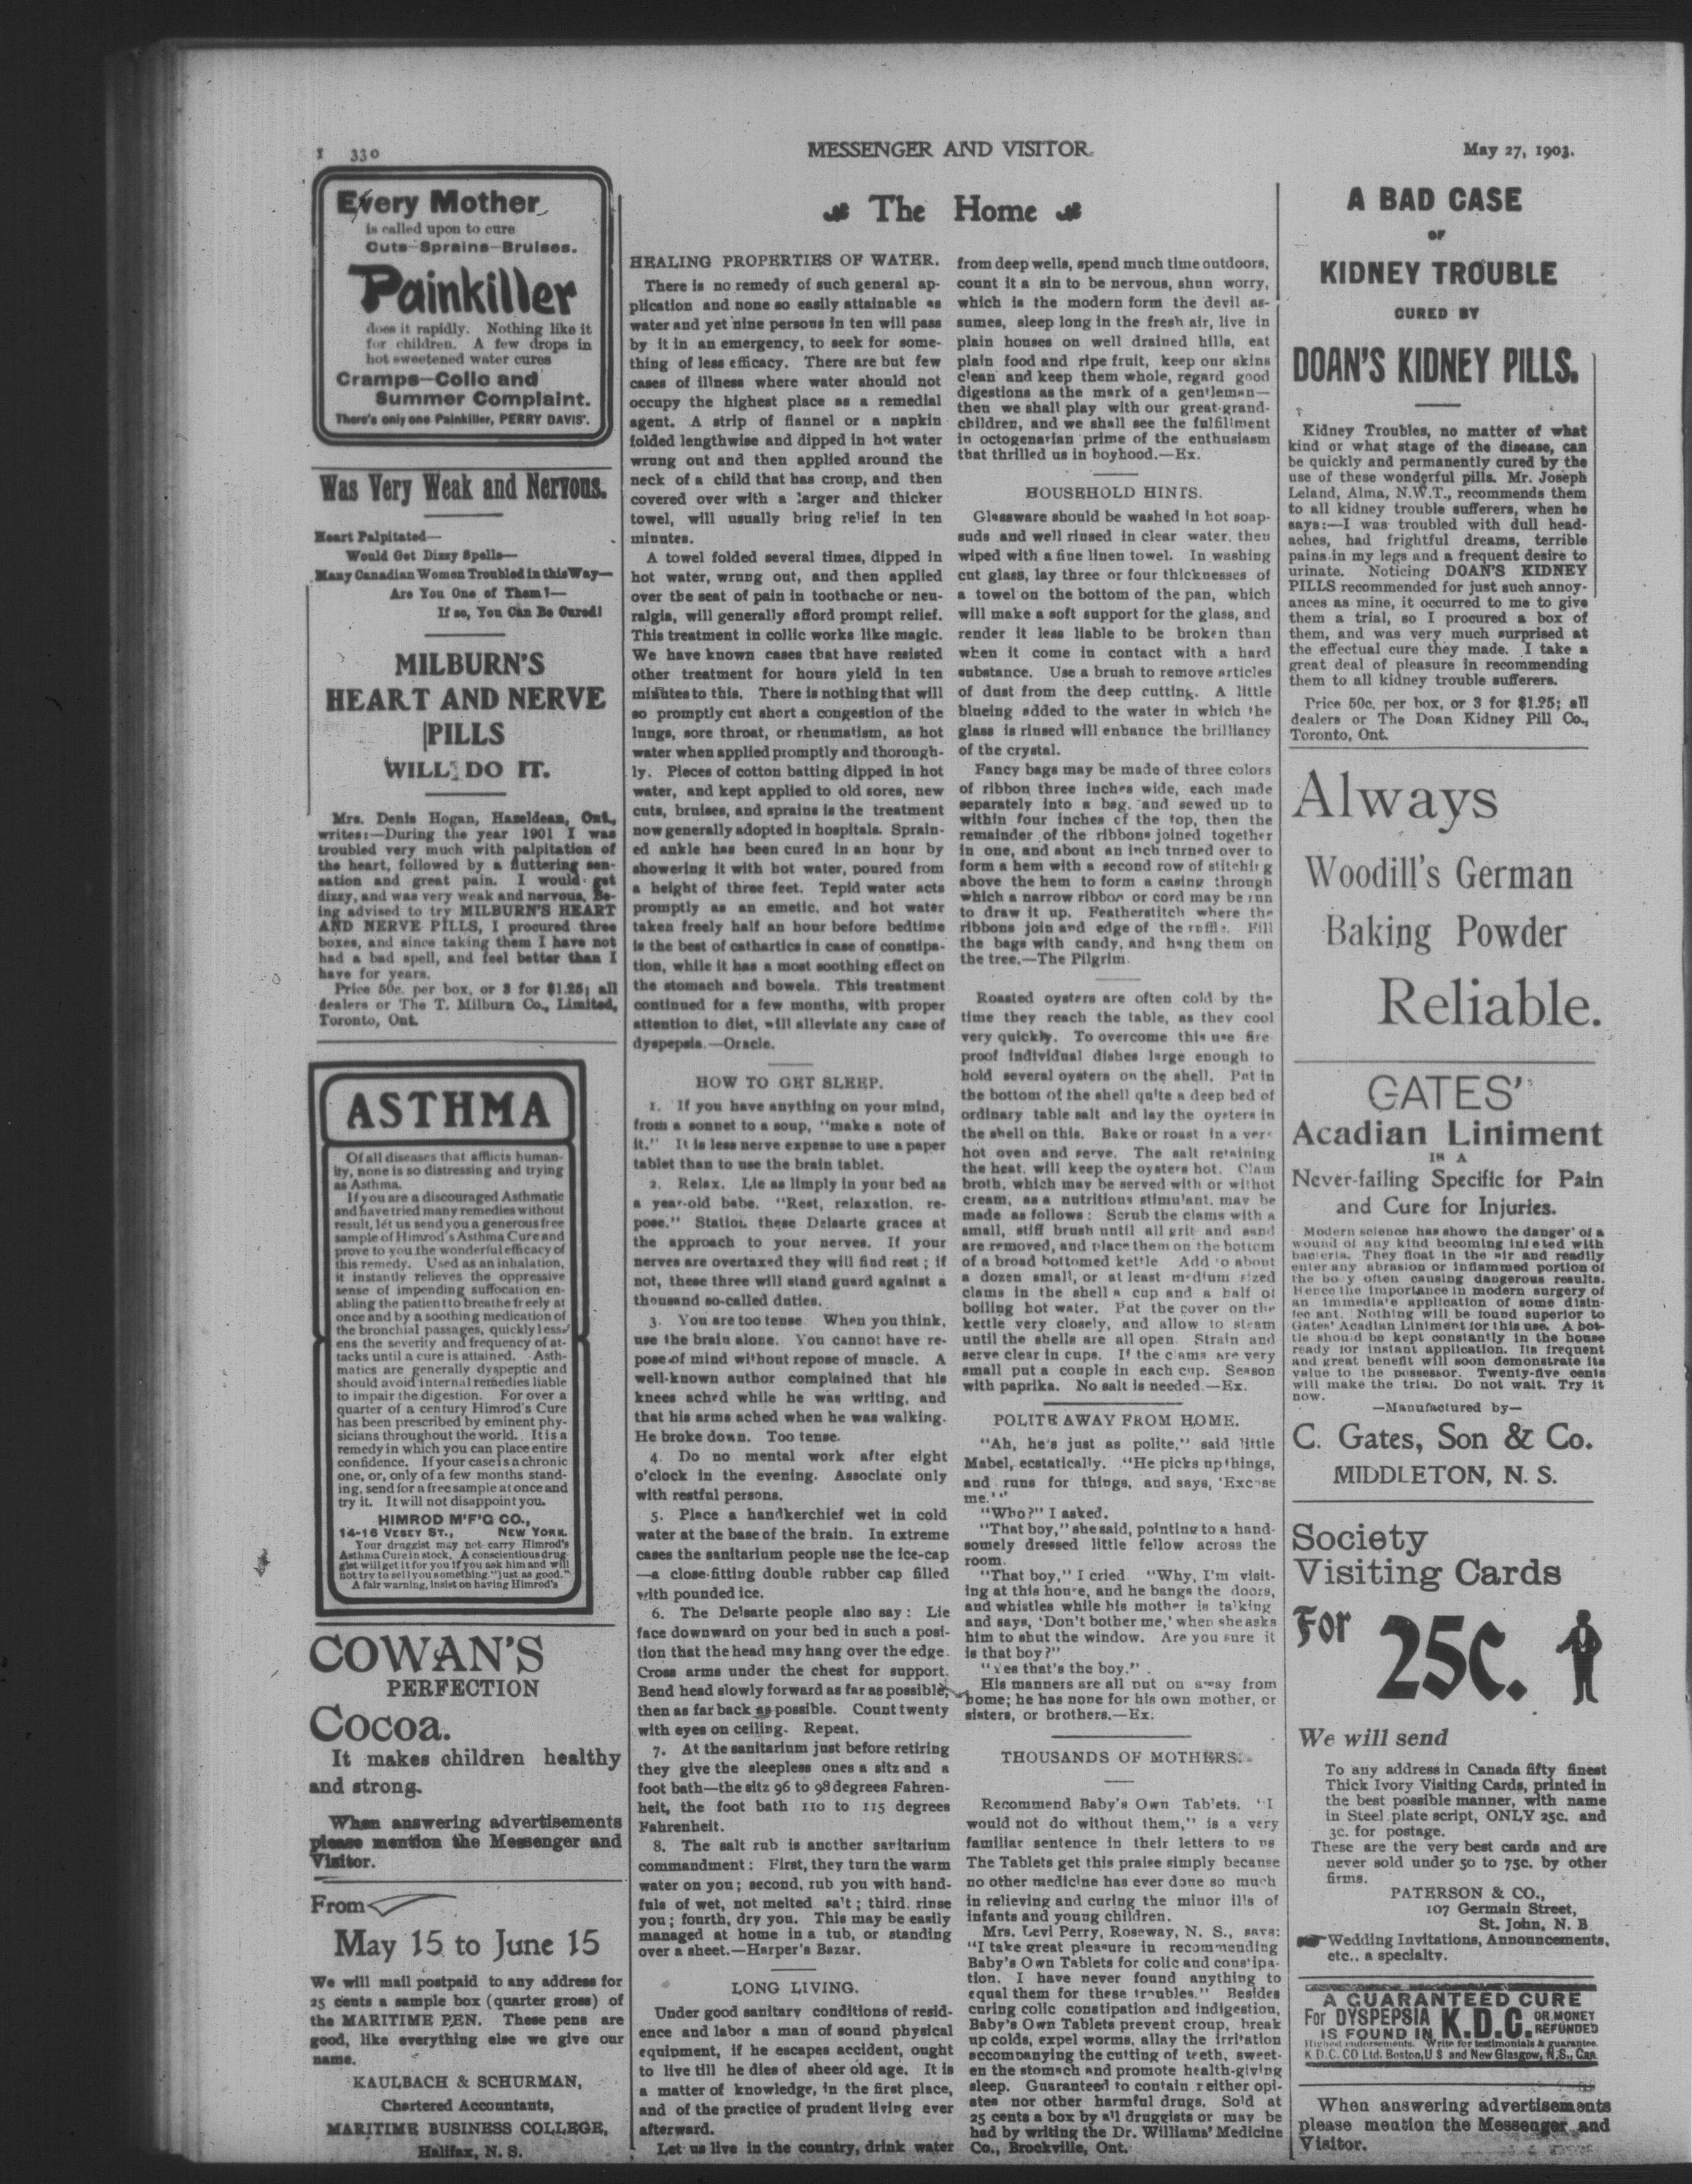 1 330
MESSENGER AND VISITOR.
May 27, 1903.
Every Mother
is called upon to cure
Cuts—Sprains—Bruises.
Painkiller
does it rapidly. Nothing like it
for children. A few drops in
hot sweetened water cures
Cramps—Colic and
Summer Complaint.
There's only one Painkiller, PERRY DAVIS'.
Was Very Weak and Nervous.
Heart Palpitated—
Would Get Dizzy Spells—
Many Canadian Women Troubled in this Way—
Are You One of Them?—
If so, You Can Be Cured!
MILBURN'S
HEART AND NERVE
PILLS
WILL DO IT.
Mrs. Denis Hogan, Hazeldean, Ont.,
writes:—During the year 1901 I was
troubled very much with palpitation of
the heart, followed by a fluttering sen-
sation and great pain. I would get
dizzy, and was very weak and nervous. Be-
ing advised to try MILBURN'S HEART
AND NERVE PILLS, I procured three
boxes, and since taking them I have not
had a bad spell, and feel better than I
have for years.
Price 50c. per box, or 3 for $1.25; all
dealers or The T. Milburn Co., Limited,
Toronto, Ont.
ASTHMA
Of all diseases that afflicts human-
ity, none is so distressing and trying
as Asthma.
If you are a discouraged Asthmatic
and have tried many remedies without
result, let us send you a generous free
sample of Himrod's Asthma Cure and
prove to you the wonderful efficacy of
this remedy. Used as an inhalation,
it instantly relieves the oppressive
sense of impending suffocation en-
abling the patient to breathe freely at
once and by a soothing medication of
the bronchial passages, quickly less-
ens the severity and frequency of at-
tacks until a cure is attained. Asth-
matics are generally dyspeptic and
should avoid internal remedies liable
to impair the digestion. For over a
quarter of a century Himrod's Cure
has been prescribed by eminent phy-
sicians throughout the world. It is a
remedy in which you can place entire
confidence. If your case is a chronic
one, or, only of a few months stand-
ing, send for a free sample at once and
try it. It will not disappoint you.
HIMROD M'F'G CO.,
14-16 VESEY ST., NEW YORK.
Your druggist may not carry Himrod's
Asthma Cure in stock. A conscientious drug-
gist will get it for you if you ask him and will
not try to sell you something "just as good."
A fair warning, insist on having Himrod's
COWAN'S
PERFECTION
Cocoa.
It makes children healthy
and strong.
When answering advertisements
please mention the Messenger and
Visitor.
From
May 15 to June 15
We will mail postpaid to any address for
25 cents a sample box (quarter gross) of
the MARITIME PEN. These pens are
good, like everything else we give our
name.
KAULBACH & SCHURMAN,
Chartered Accountants,
MARITIME BUSINESS COLLEGE,
Halifax, N. S.
The Home
HEALING PROPERTIES OF WATER.
There is no remedy of such general ap-
plication and none so easily attainable as
water and yet nine persons in ten will pass
by it in an emergency, to seek for some-
thing of less efficacy. There are but few
cases of illness where water should not
occupy the highest place as a remedial
agent. A strip of flannel or a napkin
folded lengthwise and dipped in hot water
wrung out and then applied around the
neck of a child that has croup, and then
covered over with a larger and thicker
towel, will usually bring relief in ten
minutes.
A towel folded several times, dipped in
hot water, wrung out, and then applied
over the seat of pain in tootbache or neu-
ralgia, will generally afford prompt relief.
This treatment in collic works like magic.
We have known cases that have resisted
other treatment for hours yield in ten
minutes to this. There is nothing that will
so promptly cut short a congestion of the
lungs, sore throat, or rheumatism, as hot
water when applied promptly and thorough-
ly. Pieces of cotton batting dipped in hot
water, and kept applied to old sores, new
cuts, bruises, and sprains is the treatment
now generally adopted in hospitals. Sprain-
ed ankle has been cured in an hour by
showering it with hot water, poured from
a height of three feet. Tepid water acts
promptly as an emetic, and hot water
taken freely half an hour before bedtime
is the best of cathartics in case of constipa-
tion, while it has a most soothing effect on
the stomach and bowels. This treatment
continued for a few months, with proper
attention to diet, will alleviate any case of
dyspepsia.—Oracle.
HOW TO GET SLEEP.
1. If you have anything on your mind,
from a sonnet to a soup, "make a note of
it." It is less nerve expense to use a paper
tablet than to use the brain tablet.
2. Relax. Lie as limply in your bed as
a year-old babe. "Rest, relaxation, re-
pose." Station these Delsarte graces at
the approach to your nerves. If your
nerves are overtaxed they will find rest; if
not, these three will stand guard against a
thousand so-called duties.
3. You are too tense. When you think,
use the brain alone. You cannot have re-
pose of mind without repose of muscle. A
well-known author complained that his
knees ached while he was writing, and
that his arms ached when he was walking.
He broke down. Too tense.
4. Do no mental work after eight
o'clock in the evening. Associate only
with restful persons.
5. Place a handkerchief wet in cold
water at the base of the brain. In extreme
cases the sanitarium people use the ice-cap
—a close-fitting double rubber cap filled
with pounded ice.
6. The Delsarte people also say: Lie
face downward on your bed in such a posi-
tion that the head may hang over the edge.
Cross arms under the chest for support.
Bend head slowly forward as far as possible,
then as far back as possible. Count twenty
with eyes on ceiling. Repeat.
7. At the sanitarium just before retiring
they give the sleepless ones a sitz and a
foot bath—the sitz 96 to 98 degrees Fahren-
heit, the foot bath 110 to 115 degrees
Fahrenheit.
8. The salt rub is another sanitarium
commandment: First, they turn the warm
water on you; second, rub you with hand-
fuls of wet, not melted salt; third, rinse
you; fourth, dry you. This may be easily
managed at home in a tub, or standing
over a sheet.—Harper's Bazar.
LONG LIVING.
Under good sanitary conditions of resid-
ence and labor a man of sound physical
equipment, if he escapes accident, ought
to live till he dies of sheer old age. It is
a matter of knowledge, in the first place,
and of the practice of prudent living ever
afterward.
Let us live in the country, drink water
from deep wells, spend much time outdoors,
count it a sin to be nervous, shun worry,
which is the modern form the devil as-
sumes, sleep long in the fresh air, live in
plain houses on well drained hills, eat
plain food and ripe fruit, keep our skins
clean and keep them whole, regard good
digestions as the mark of a gentleman—
then we shall play with our great-grand-
children, and we shall see the fulfillment
in octogenarian prime of the enthusiasm
that thrilled us in boyhood.—Ex.
HOUSEHOLD HINTS.
Glassware should be washed in hot soap-
suds and well rinsed in clear water, then
wiped with a fine linen towel. In washing
cut glass, lay three or four thicknesses of
a towel on the bottom of the pan, which
will make a soft support for the glass, and
render it less liable to be broken than
when it come in contact with a hard
substance. Use a brush to remove articles
of dust from the deep cutting. A little
blueing added to the water in which the
glass is rinsed will enhance the brilliancy
of the crystal.
Fancy bags may be made of three colors
of ribbon three inches wide, each made
separately into a bag, and sewed up to
within four inches of the top, then the
remainder of the ribbons joined together
in one, and about an inch turned over to
form a hem with a second row of stitching
above the hem to form a casing through
which a narrow ribbon or cord may be run
to draw it up. Featherstitch where the
ribbons join and edge of the ruffle. Fill
the bags with candy, and hang them on
the tree.—The Pilgrim.
Roasted oysters are often cold by the
time they reach the table, as they cool
very quickly. To overcome this use fire
proof individual dishes large enough to
hold several oysters on the shell. Put in
the bottom of the shell quite a deep bed of
ordinary table salt and lay the oysters in
the shell on this. Bake or roast in a very
hot oven and serve. The salt retaining
the heat, will keep the oysters hot. Clam
broth, which may be served with or withot
cream, as a nutritious stimulant, may be
made as follows: Scrub the clams with a
small, stiff brush until all grit and sand
are removed, and place them on the bottom
of a broad bottomed kettle Add to about
a dozen small, or at least medium sized
clams in the shell a cup and a half of
boiling hot water. Put the cover on the
kettle very closely, and allow to steam
until the shells are all open. Strain and
serve clear in cups. If the clams are very
small put a couple in each cup. Season
with paprika. No salt is needed.—Ex.
POLITE AWAY FROM HOME.
"Ah, he's just as polite," said little
Mabel, ecstatically. "He picks up things,
and runs for things, and says, 'Excuse
me.'"
"Who?" I asked.
"That boy," she said, pointing to a hand-
somely dressed little fellow across the
room.
"That boy," I cried. "Why, I'm visit-
ing at this house, and he bangs the doors,
and whistles while his mother is talking
and says, 'Don't bother me,' when she asks
him to shut the window. Are you sure it
is that boy?"
"Yes that's the boy."
His manners are all put on away from
home; he has none for his own mother, or
sisters, or brothers.—Ex.
THOUSANDS OF MOTHERS.
Recommend Baby's Own Tablets. "I
would not do without them," is a very
familiar sentence in their letters to us
The Tablets get this praise simply because
no other medicine has ever done so much
in relieving and curing the minor ills of
infants and young children.
Mrs. Levi Perry, Roseway, N. S., says:
"I take great pleasure in recommending
Baby's Own Tablets for colic and constipa-
tion. I have never found anything to
equal them for these troubles." Besides
curing colic constipation and indigestion,
Baby's Own Tablets prevent croup, break
up colds, expel worms, allay the irritation
accompanying the cutting of teeth, sweet-
en the stomach and promote health-giving
sleep. Guaranteed to contain neither opi-
ates nor other harmful drugs. Sold at
25 cents a box by all druggists or may be
had by writing the Dr. Williams' Medicine
Co., Brockville, Ont.
A BAD CASE
OF
KIDNEY TROUBLE
CURED BY
DOAN'S KIDNEY PILLS.
Kidney Troubles, no matter of what
kind or what stage of the disease, can
be quickly and permanently cured by the
use of these wonderful pills. Mr. Joseph
Leland, Alma, N.W.T., recommends them
to all kidney trouble sufferers, when he
says:—I was troubled with dull head-
aches, had frightful dreams, terrible
pains in my legs and a frequent desire to
urinate. Noticing DOAN'S KIDNEY
PILLS recommended for just such annoy-
ances as mine, it occurred to me to give
them a trial, so I procured a box of
them, and was very much surprised at
the effectual cure they made. I take a
great deal of pleasure in recommending
them to all kidney trouble sufferers.
Price 50c. per box, or 3 for $1.25; all
dealers or The Doan Kidney Pill Co.,
Toronto, Ont.
Always
Woodill's German
Baking Powder
Reliable.
GATES'
Acadian Liniment
IS A
Never-failing Specific for Pain
and Cure for Injuries.
Modern science has shown the danger of a
wound of any kind becoming infeted with
bacteria. They float in the air and readily
enter any abrasion or inflammed portion of
the bo y often causing dangerous results.
Hence the importance in modern surgery of
an immediate application of some disin-
fec ant. Nothing will be found superior to
Gates' Acadian Liniment for this use. A bot-
tle should be kept constantly in the house
ready for instant application. Its frequent
and great benefit will soon demonstrate its
value to the possessor. Twenty-five cents
will make the trial. Do not wait. Try it
now.
—Manufactured by—
C. Gates, Son & Co.
MIDDLETON, N. S.
Society
Visiting Cards
For 25c.
We will send
To any address in Canada fifty finest
Thick Ivory Visiting Cards, printed in
the best possible manner, with name
in Steel plate script, ONLY 25c. and
3c. for postage.
These are the very best cards and are
never sold under 50 to 75c. by other
firms.
PATERSON & CO.,
107 Germain Street,
St. John, N. B
Wedding Invitations, Announcements,
etc., a specialty.
A GUARANTEED CURE
For DYSPEPSIA
IS FOUND IN K.D.C. OR MONEY
REFUNDED
Highest endorsements. Write for testimonials & guarantee.
K.D.C. CO Ltd. Boston, U S and New Glasgow, N.S., Can.
When answering advertisements
please mention the Messenger and
Visitor.